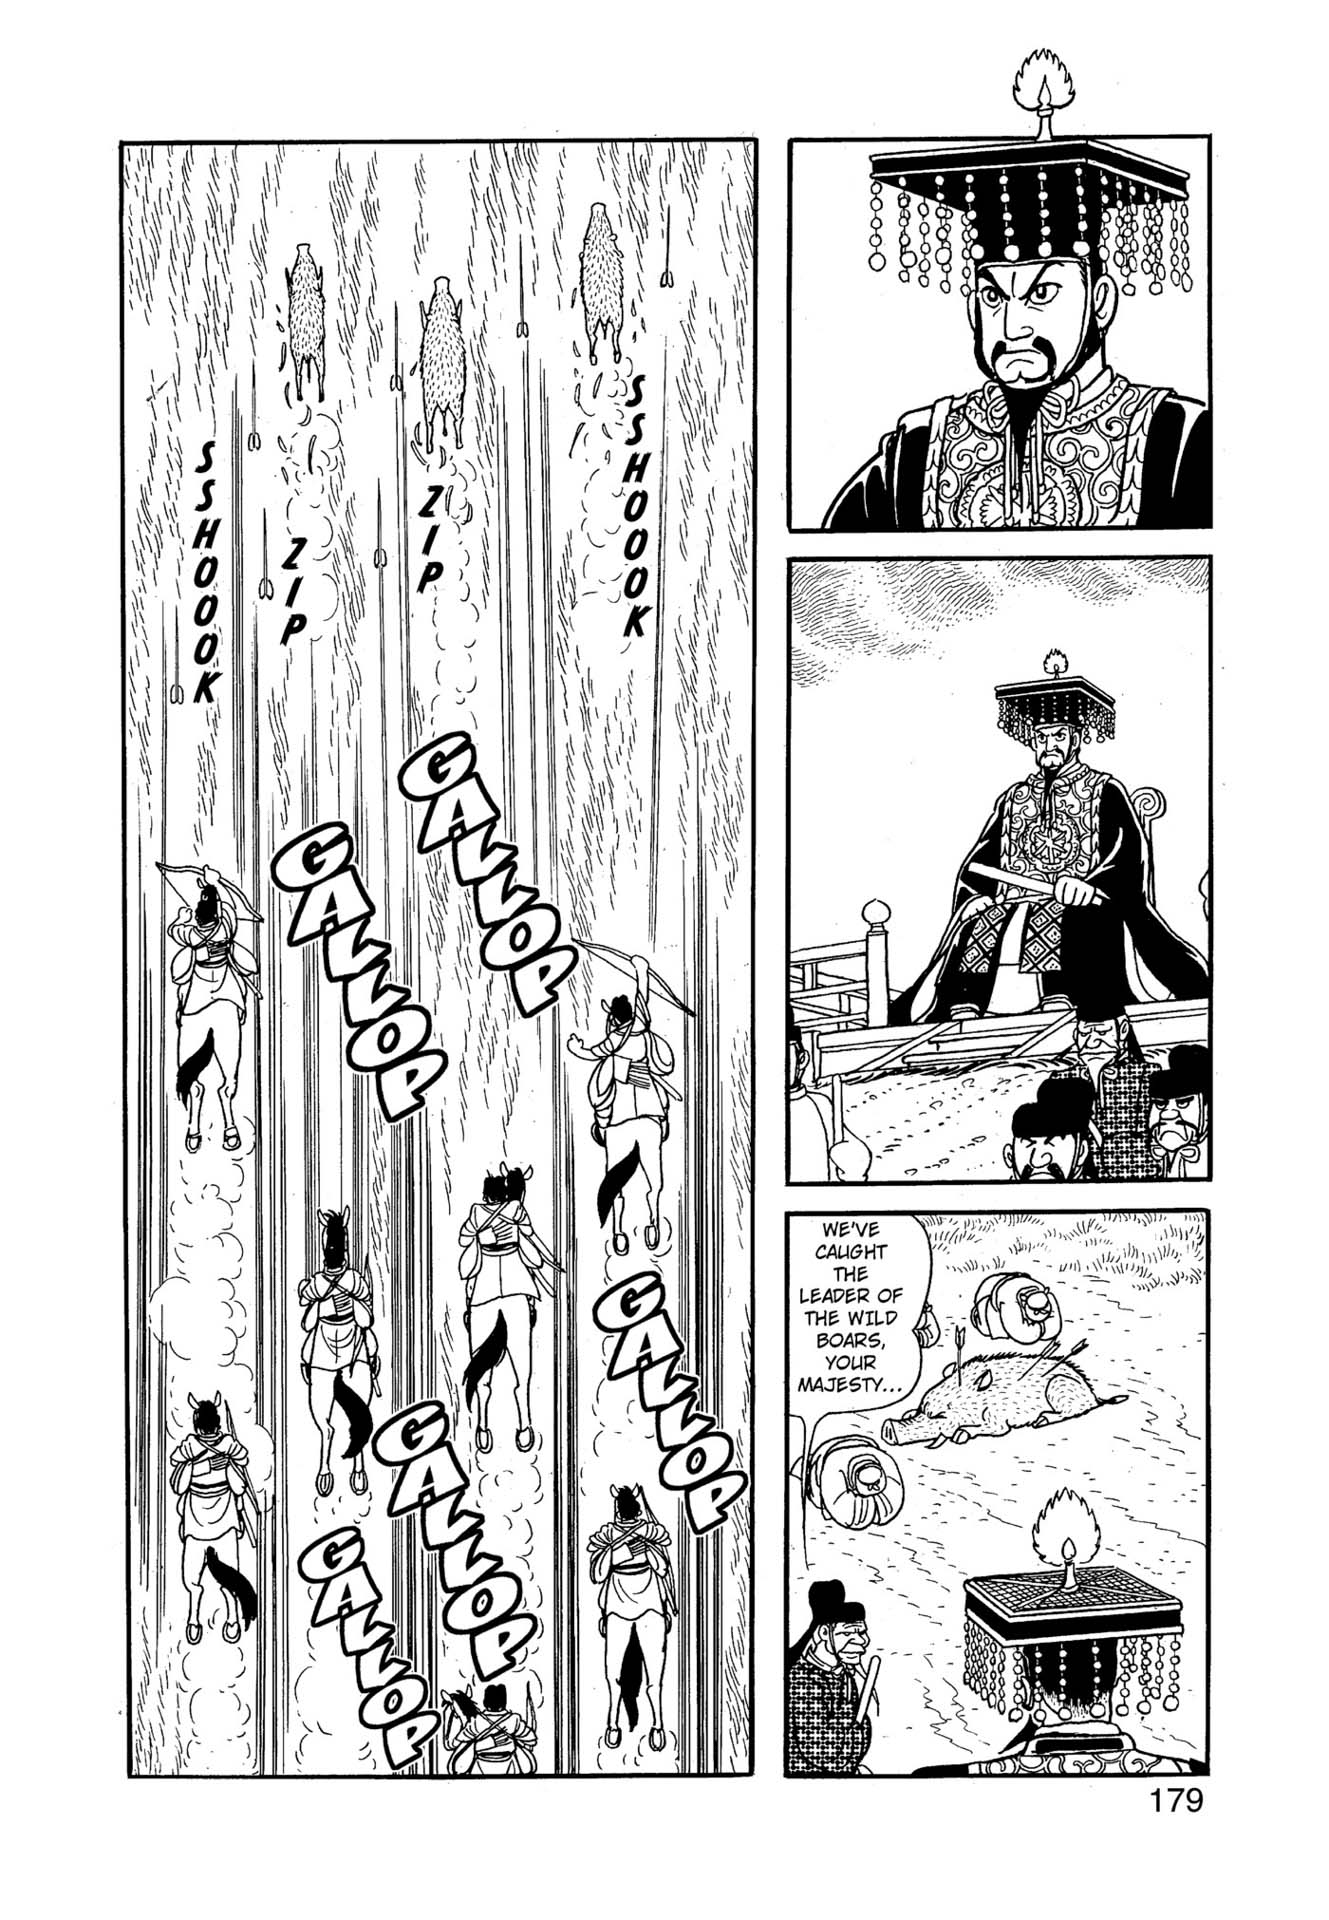 WE'VE
CAUGHT
THE
LEADER OF
THE WILD
BOARS,
YOUR
MAJESTY...
SSHOOOK
ZIP
ZIP
SSHOOOK
GALLOP
GALLOP
GALLOP
GALLOP
GALLOP
179